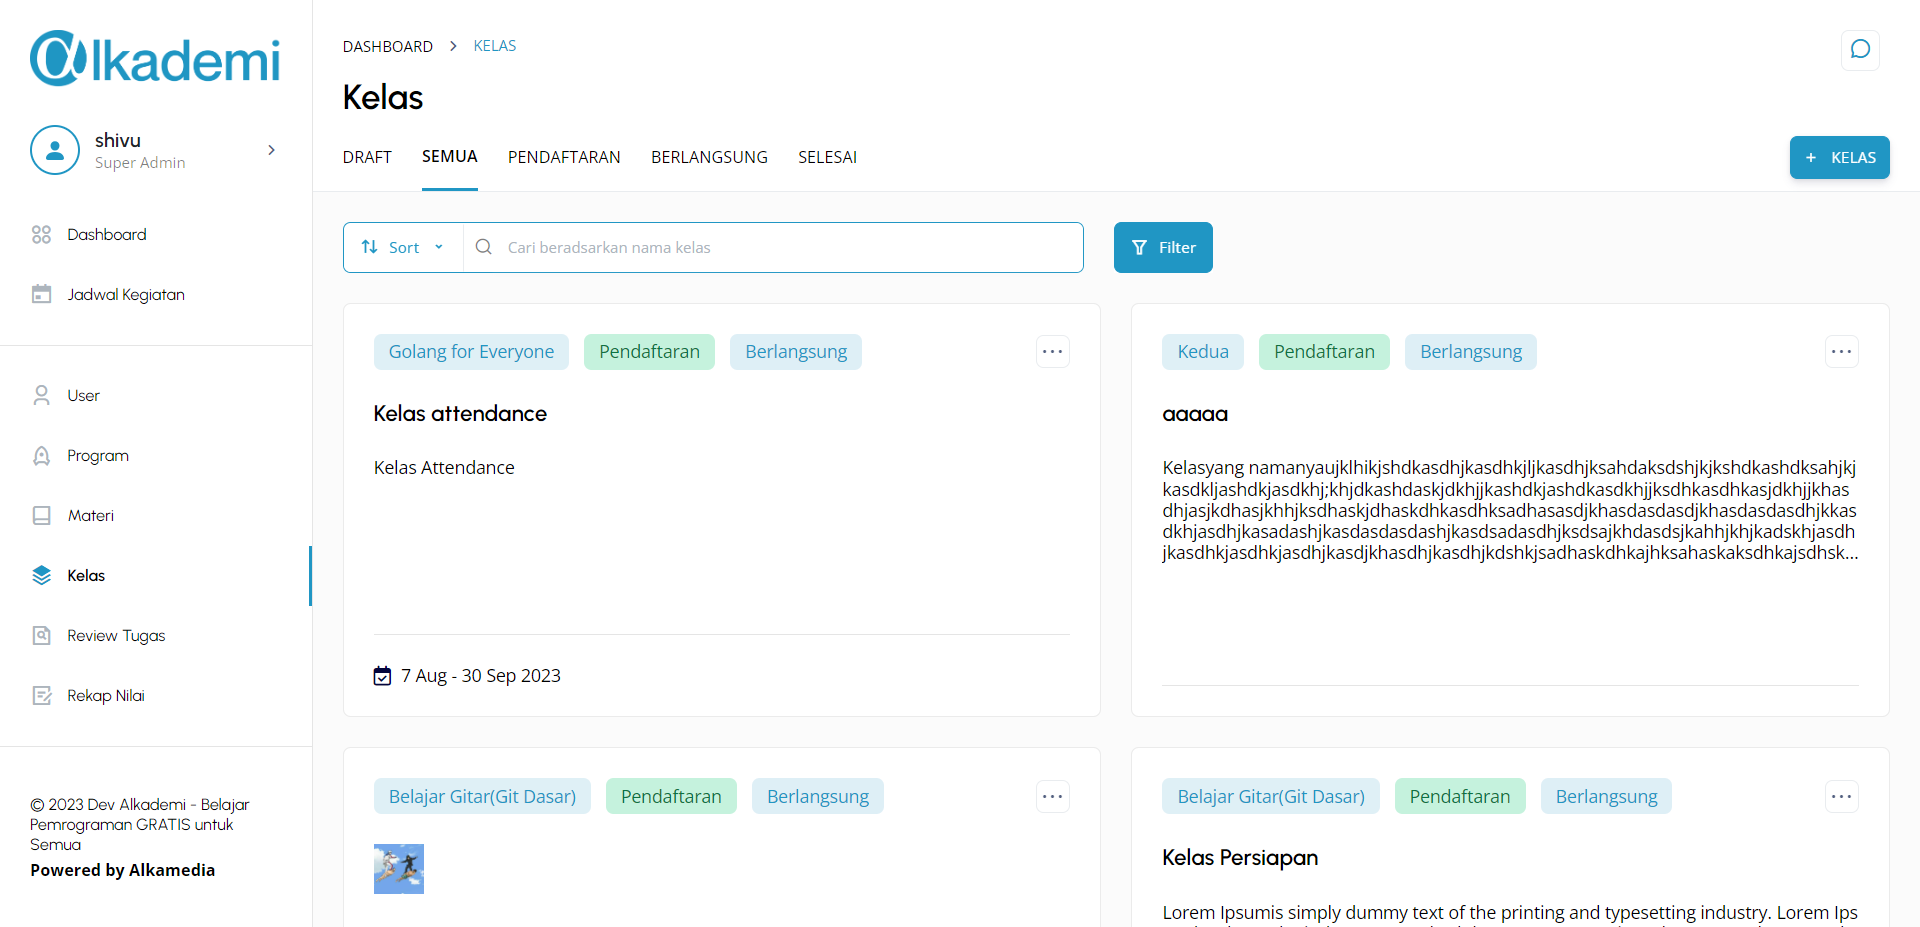 alkademi
shivu
Super Admin
Dashboard
Jadwal Kegiatan
User
Program
Materi
Kelas
Review Tugas
Rekap Nilai
© 2023 Dev Alkademi - Belajar
Pemrograman GRATIS untuk
Semua
Powered by Alkamedia
DASHBOARD > KELAS
Kelas
DRAFT SEMUA PENDAFTARAN BERLANGSUNG SELESAI
+ KELAS
Sort Cari beradsarkan nama kelas Filter
Golang for Everyone Pendaftaran Berlangsung ...
Kelas attendance
Kelas Attendance
7 Aug - 30 Sep 2023
Kedua Pendaftaran Berlangsung ...
aaaaa
Kelasyang namanyaujklhikjshdkasdhjkasdhkjljkasdhjksahdaksdshjkjkshdkashdksahjkj
kasdkljashdkjasdkhj;khjdkashdaskjdkhjjkashdkjashdkasdkhjjksdhkasdhkasjdkhjjkhas
dhjasjkdhasjkhhjksdhaskjdhaskdhkasdhksadhasasdjkhasdasdasdjkhasdasdasdhjkkas
dkhjasdhjkasadashjkasdasdasdashjkasdsadasdhjksdsajkhdasdsjkahhjkhjkadskhjasdh
jkasdhkjasdhkjasdhjkasdjkhasdhjkasdhjkdshkjsadhaskdhkajhksahaskaksdhkajsdhsk...
Belajar Gitar(Git Dasar) Pendaftaran Berlangsung ...
Belajar Gitar(Git Dasar) Pendaftaran Berlangsung ...
Kelas Persiapan
Lorem Ipsumis simply dummy text of the printing and typesetting industry. Lorem Ips